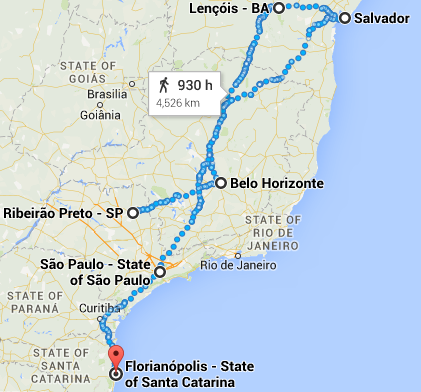 Lençóis - BA
Salvador
STATE OF
GOIÁS
Brasilia
Goiânia
930 h
4,526 km
Belo Horizonte
Ribeirão Preto - SP
STATE OF
RIO DE
JANEIRO
São Paulo - State
of São Paulo
Rio de Janeiro
STATE OF
PARANÁ
Curitiba
STATE OF
SANTA
CATARINA
Florianópolis - State
of Santa Catarina